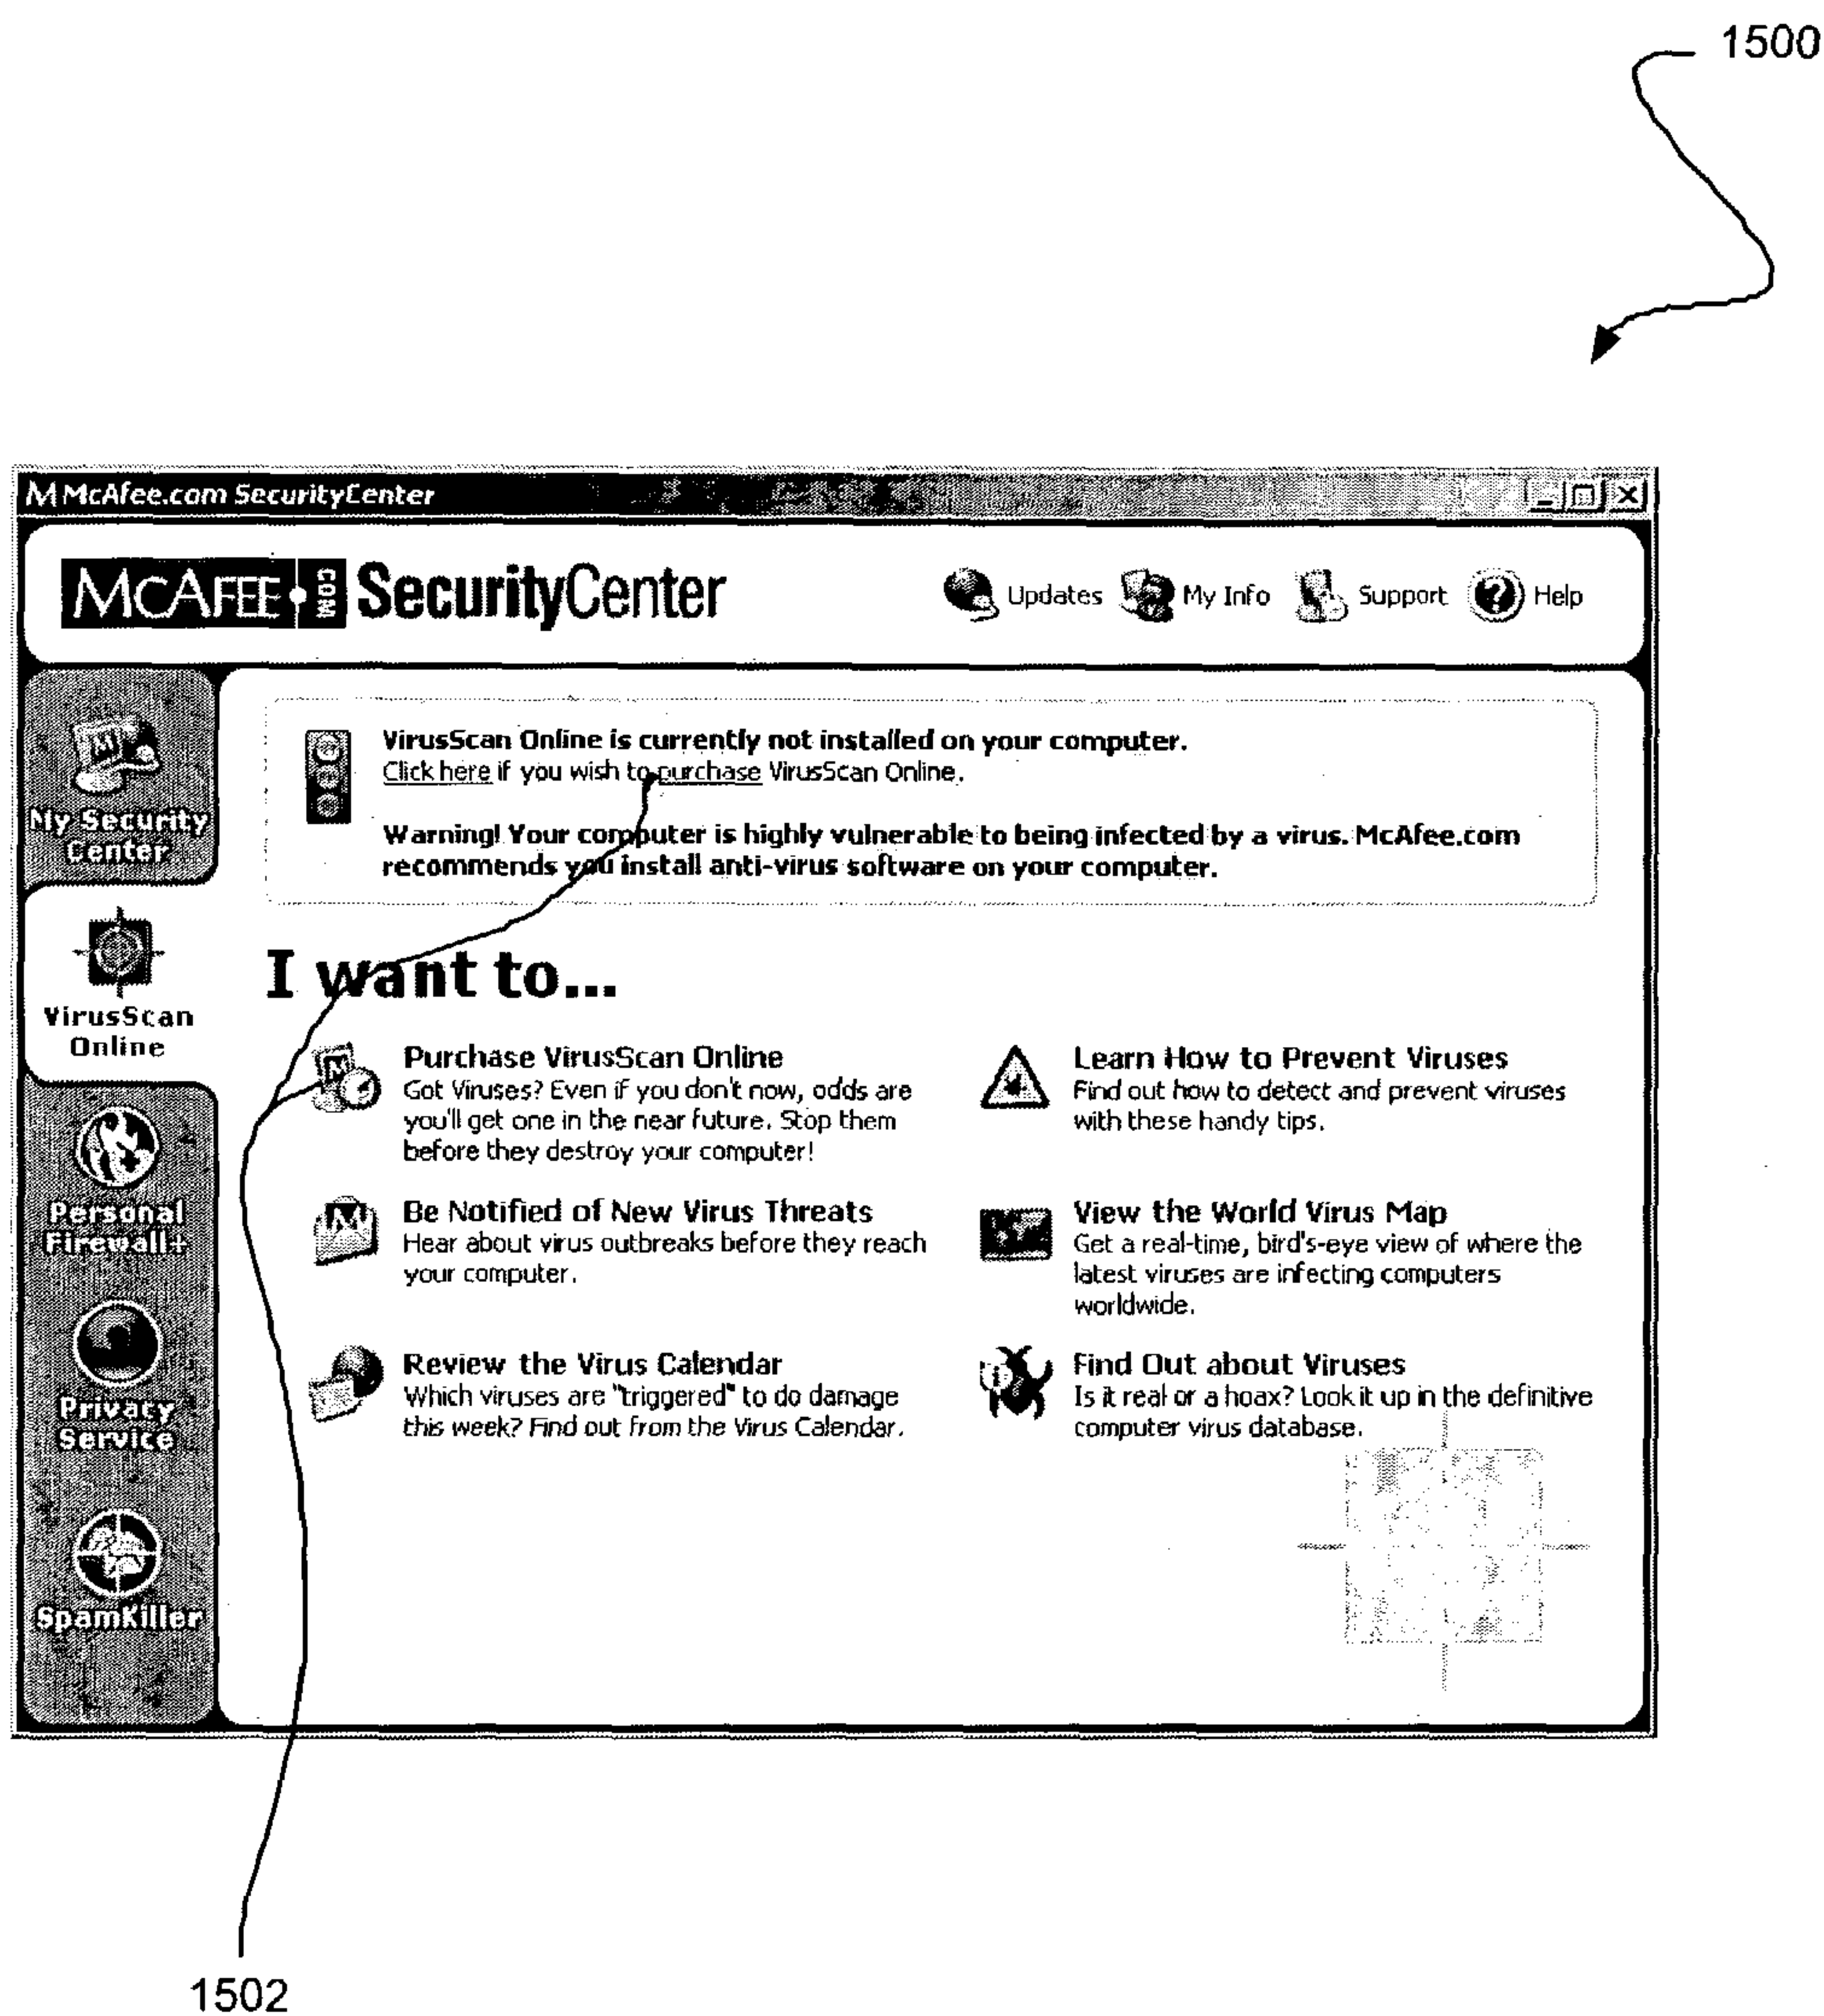 1500
McAfee.com SecurityCenter
McAFEE COM SecurityCenter
Updates My Info Support Help
My Security
Center
VirusScan Online is currently not installed on your computer.
Click here if you wish to purchase VirusScan Online.
Warning! Your computer is highly vulnerable to being infected by a virus. McAfee.com
recommends you install anti-virus software on your computer.
VirusScan
Online
Personal
Firewall+
Privacy
Service
SpamKiller
I want to...
Purchase VirusScan Online
Got Viruses? Even if you don't now, odds are
you'll get one in the near future. Stop them
before they destroy your computer!
Learn How to Prevent Viruses
Find out how to detect and prevent viruses
with these handy tips.
Be Notified of New Virus Threats
Hear about virus outbreaks before they reach
your computer.
View the World Virus Map
Get a real-time, bird's-eye view of where the
latest viruses are infecting computers
worldwide.
Review the Virus Calendar
Which viruses are "triggered" to do damage
this week? Find out from the Virus Calendar.
Find Out about Viruses
Is it real or a hoax? Look it up in the definitive
computer virus database.
1502